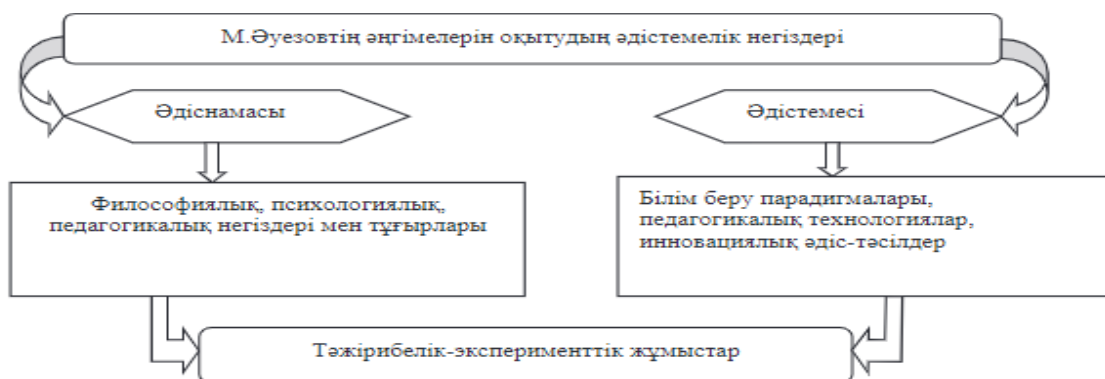 М.Әуезовтің әңгімелерін оқытудың әдістемелік негіздері
Әдіснамасы
Әдістемесі
Философиялық, психологиялық,
педагогикалық негіздері мен тұғырлары
Білім беру парадигмалары,
педагогикалық технологиялар,
инновациялық әдіс-тәсілдер
Тәжірибелік-эксперименттік жұмыстар